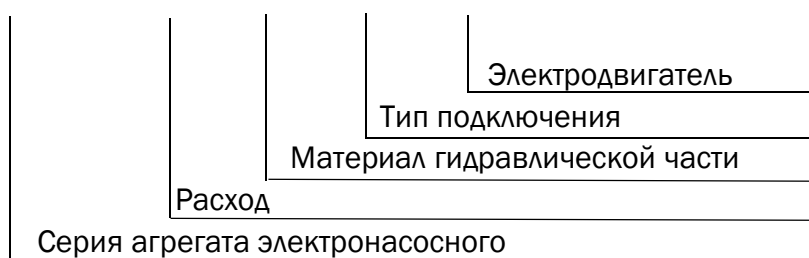 Электродвигатель
Тип подключения
Материал гидравлической части
Расход
Серия агрегата электронасосного